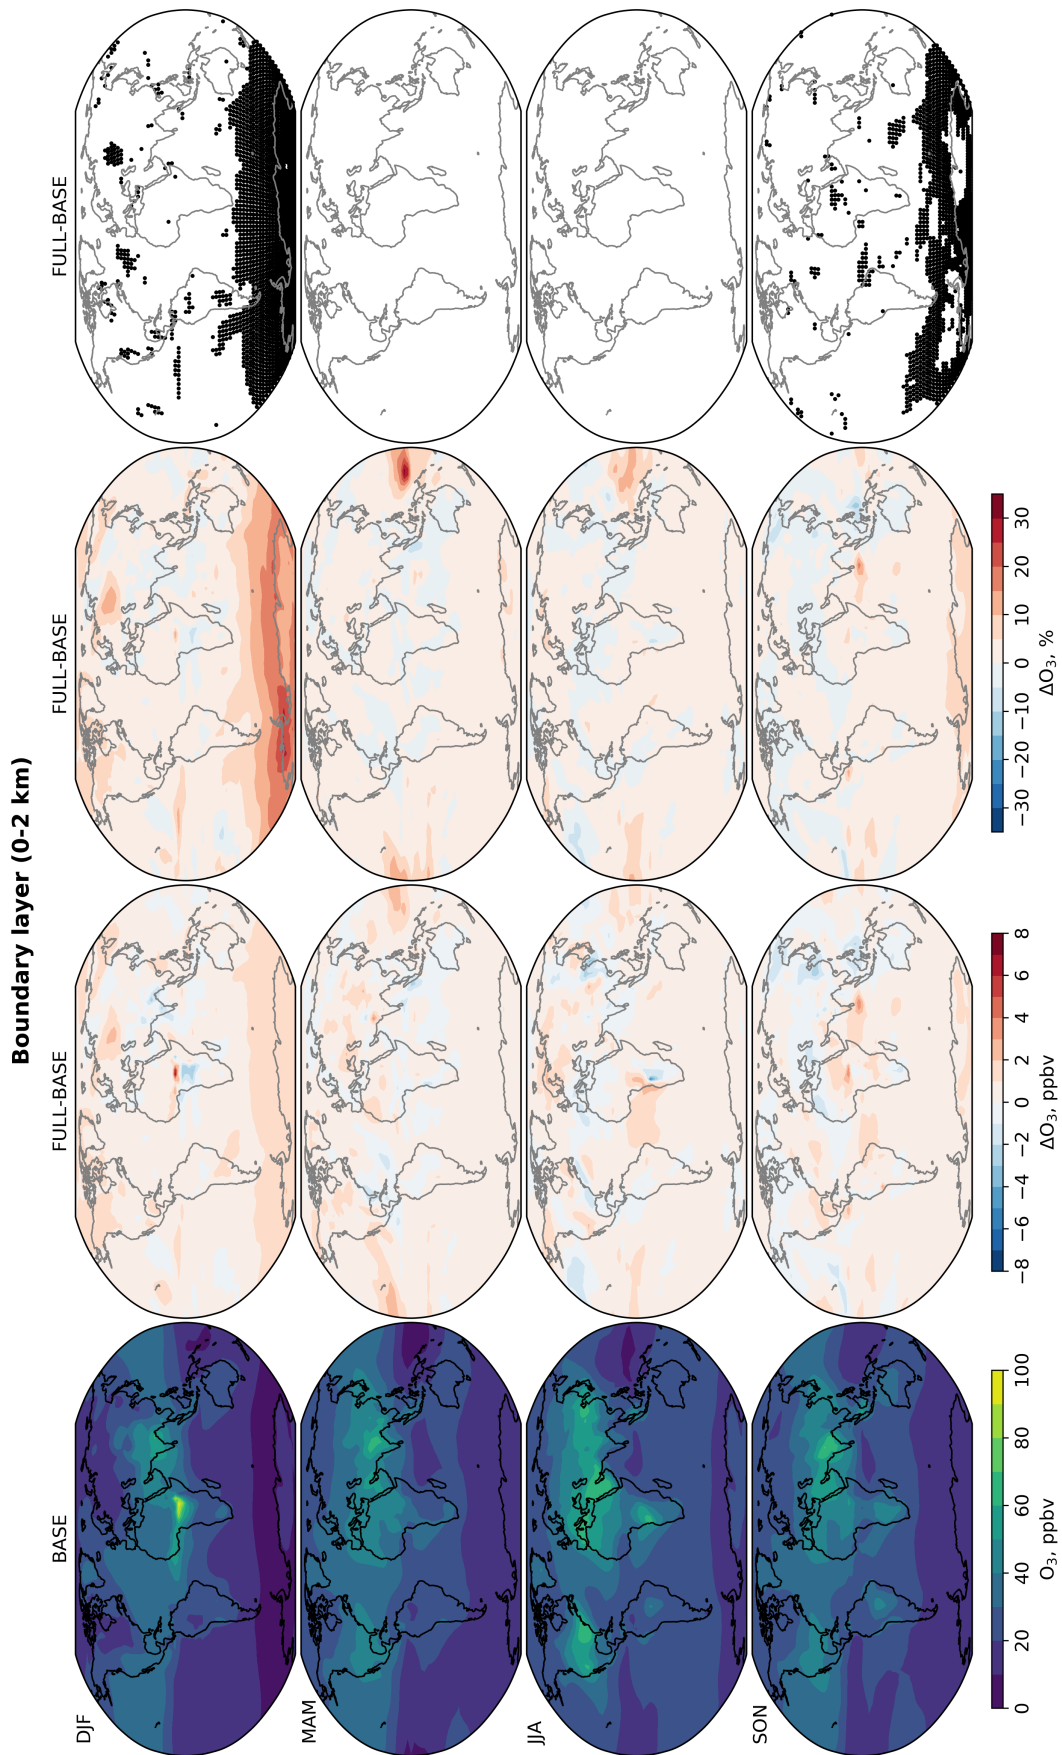 Boundary layer (0-2 km)
BASE
FULL-BASE
FULL-BASE
FULL-BASE
DJF
MAM
JJA
SON
0 20 40 60 80 100
O₃, ppbv
−8 −6 −4 −2 0 2 4 6 8
ΔO₃, ppbv
−30 −20 −10 0 10 20 30
ΔO₃, %